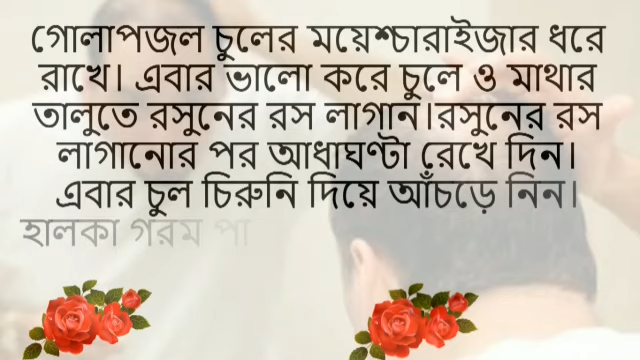 গোলাপজল চুলের ময়েশ্চারাইজার ধরে
রাখে। এবার ভালো করে চুলে ও মাথার
তালুতে রসুনের রস লাগান।রসুনের রস
লাগানোর পর আধাঘণ্টা রেখে দিন।
এবার চুল চিরুনি দিয়ে আঁচড়ে নিন।
হালকা গরম পা